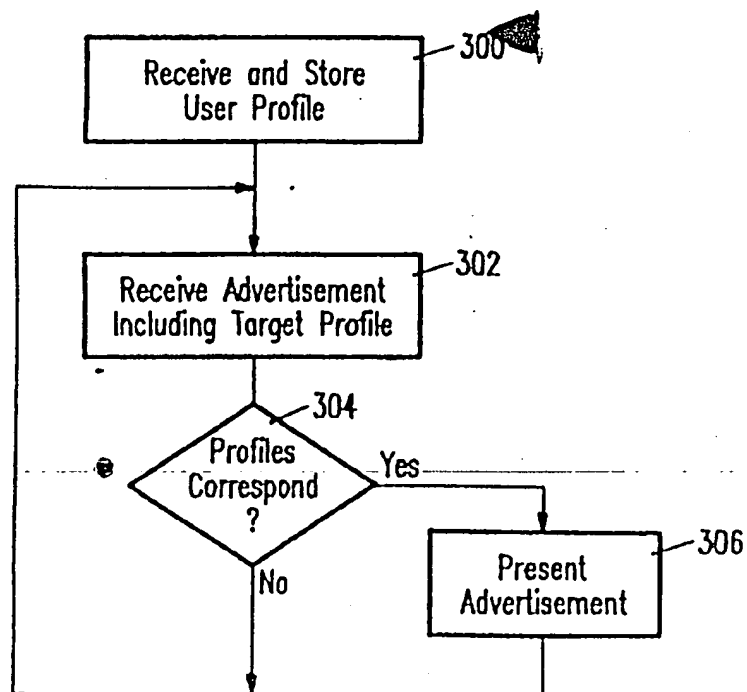 300
Receive and Store
User Profile
302
Receive Advertisement
Including Target Profile
304
Profiles
Correspond
?
Yes
No
306
Present
Advertisement